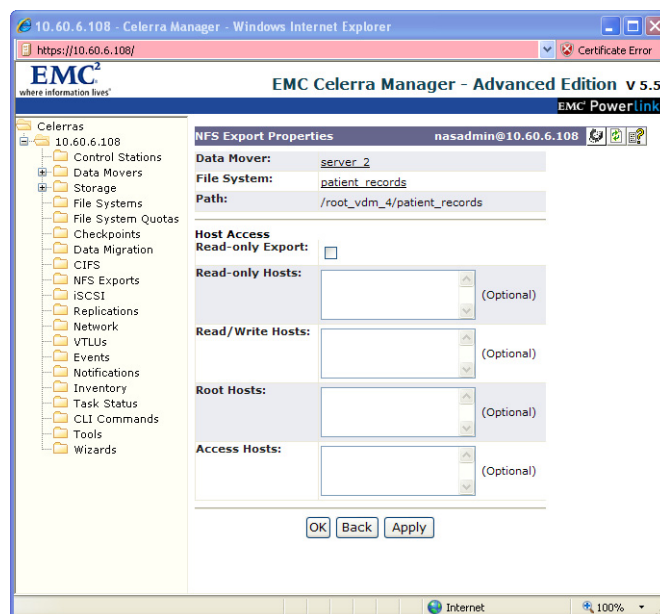 10.60.6.108 - Celerra Manager - Windows Internet Explorer
https://10.60.6.108/
Certificate Error
EMC²
where information lives®
EMC Celerra Manager - Advanced Edition v 5.5
EMC² Powerlink
Celerras
10.60.6.108
Control Stations
Data Movers
Storage
File Systems
File System Quotas
Checkpoints
Data Migration
CIFS
NFS Exports
iSCSI
Replications
Network
VTLUs
Events
Notifications
Inventory
Task Status
CLI Commands
Tools
Wizards
NFS Export Properties nasadmin@10.60.6.108
Data Mover: server_2
File System: patient_records
Path: /root_vdm_4/patient_records
Host Access
Read-only Export:
Read-only Hosts: (Optional)
Read/Write Hosts: (Optional)
Root Hosts: (Optional)
Access Hosts: (Optional)
OK Back Apply
Internet 100%